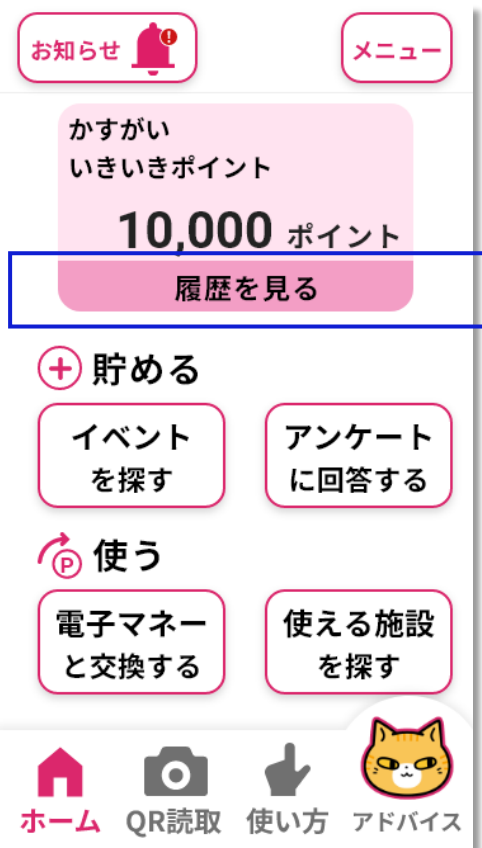 お知らせ
メニュー
かすがい
いきいきポイント
10,000 ポイント
履歴を見る
貯める
イベント
を探す
アンケート
に回答する
P 使う
電子マネー
と交換する
使える施設
を探す
ホーム
QR読取
使い方
アドバイス